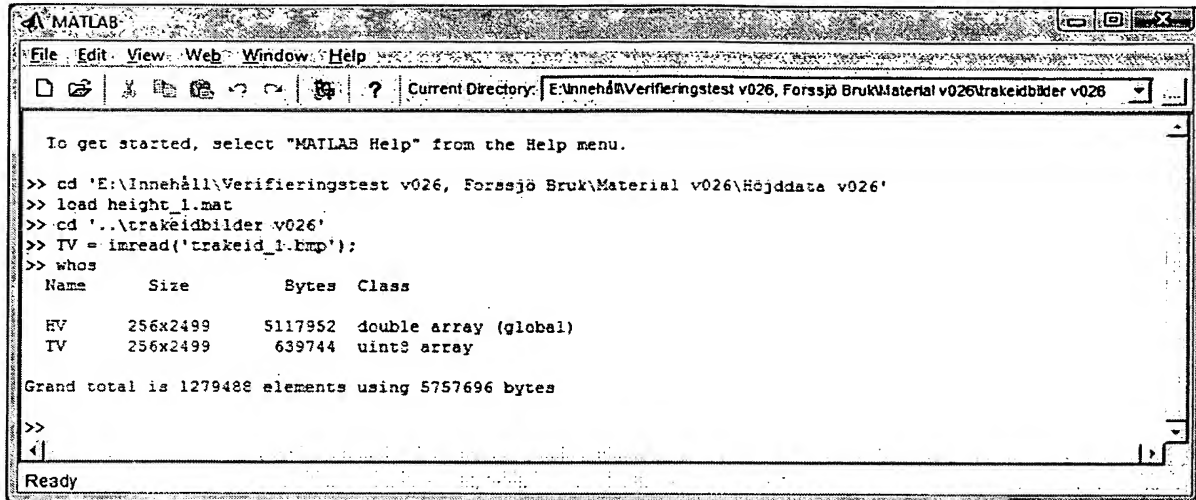 MATLAB
File Edit View Web Window Help
? Current Directory: E:\Innehåll\Verifieringstest v026, Forssjö Bruk\Material v026\trakeidbilder v026 ...
To get started, select "MATLAB Help" from the Help menu.
>> cd 'E:\Innehåll\Verifieringstest v026, Forssjö Bruk\Material v026\Höjddata v026'
>> load height_1.mat
>> cd '..\trakeidbilder v026'
>> TV = imread('trakeid_1.bmp');
>> whos
Name Size Bytes Class
HV 256x2499 5117952 double array (global)
TV 256x2499 639744 uint8 array
Grand total is 1279488 elements using 5757696 bytes
>>
Ready